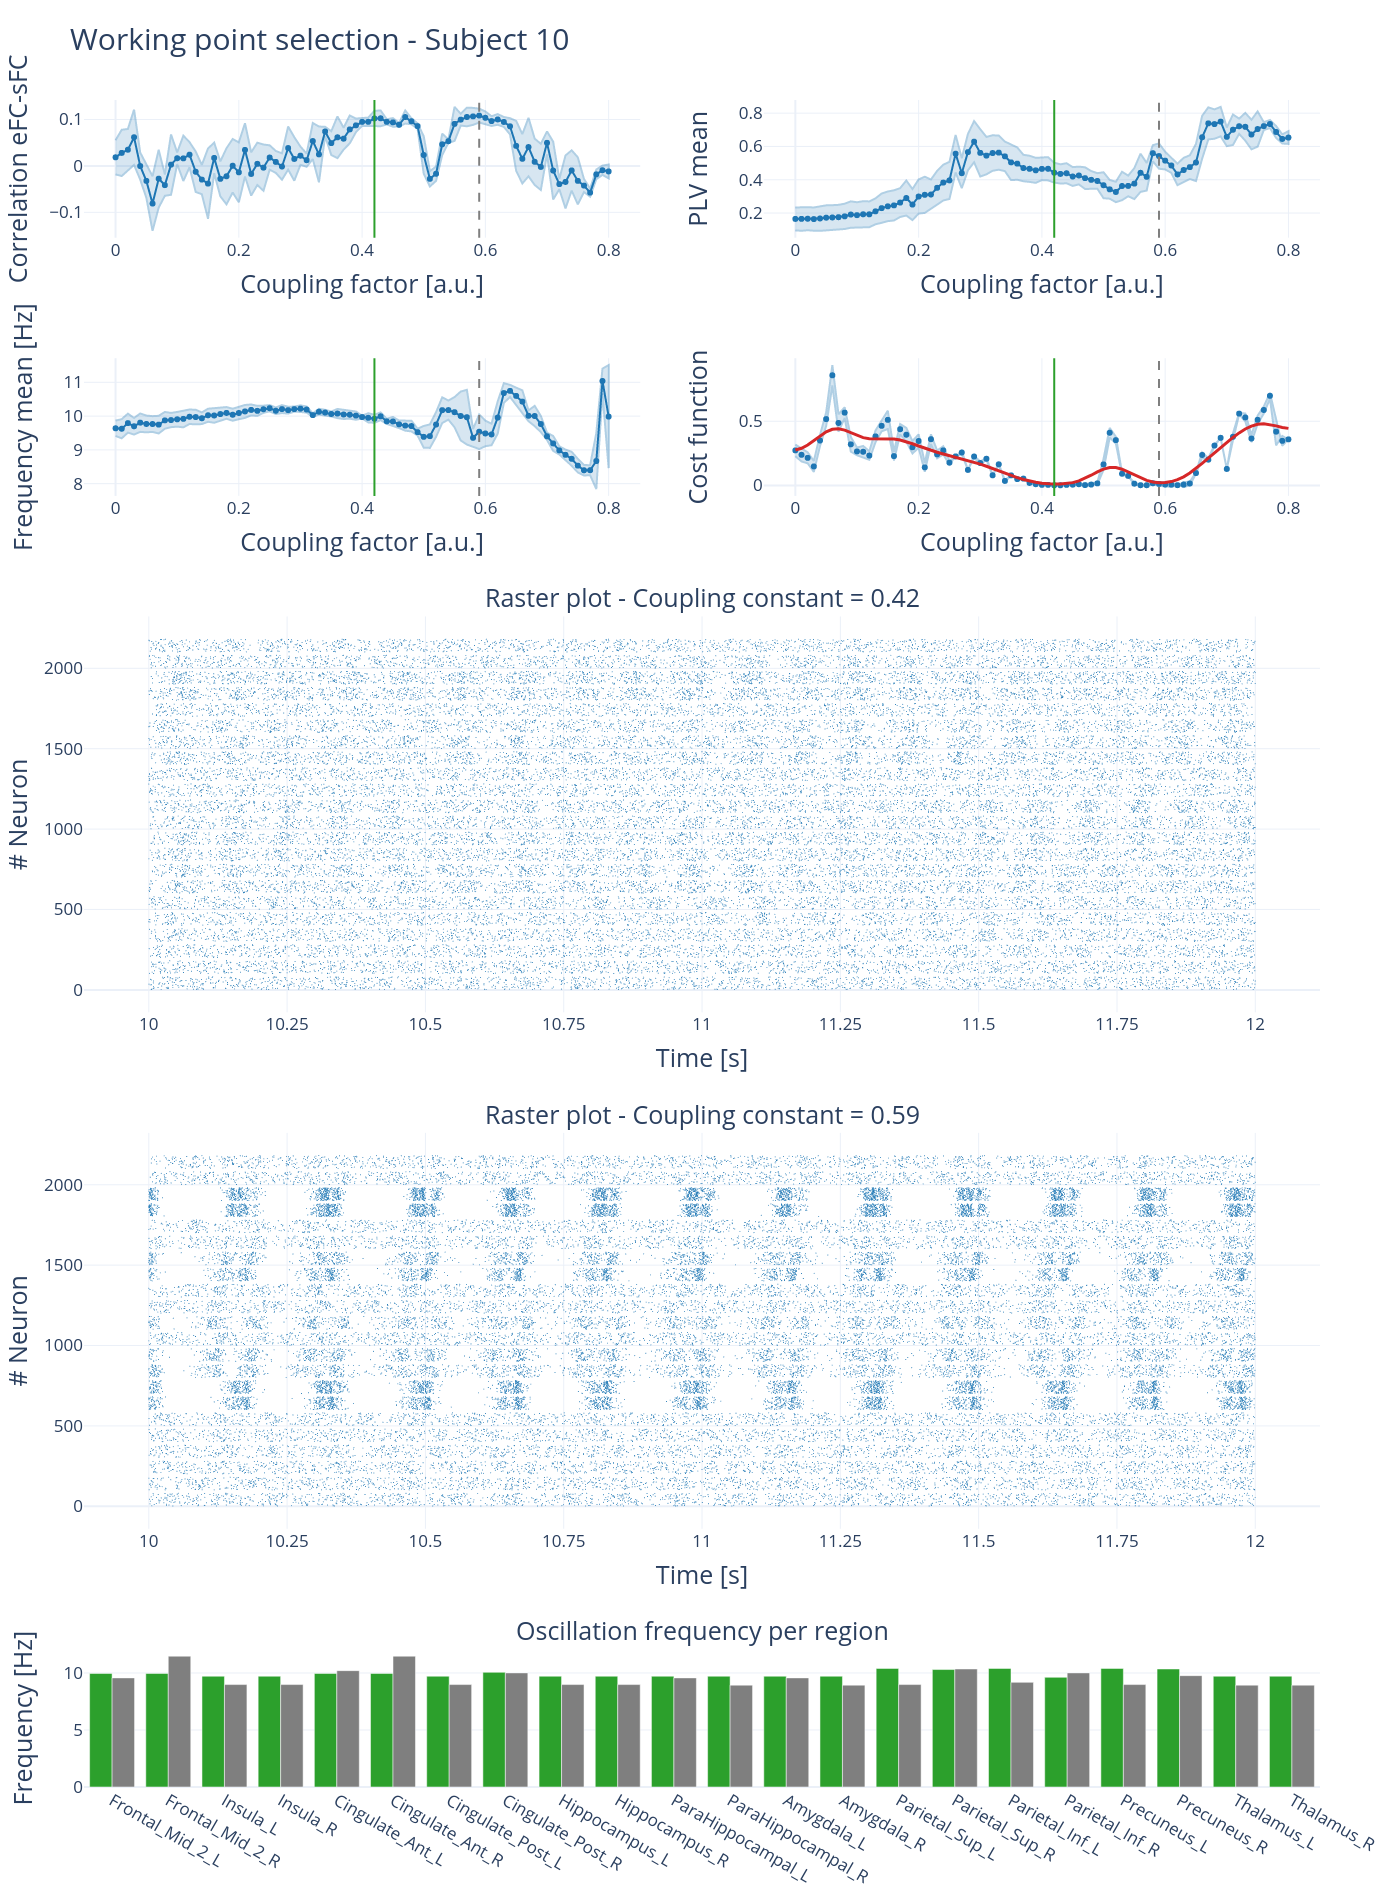 Working point selection - Subject 10
Correlation eFC-sFC
0.1
0
−0.1
0
0.2
0.4
0.6
0.8
Coupling factor [a.u.]
PLV mean
0.8
0.6
0.4
0.2
0
0.2
0.4
0.6
0.8
Coupling factor [a.u.]
Frequency mean [Hz]
11
10
9
8
0
0.2
0.4
0.6
0.8
Coupling factor [a.u.]
Cost function
0.5
0
0
0.2
0.4
0.6
0.8
Coupling factor [a.u.]
Raster plot - Coupling constant = 0.42
# Neuron
2000
1500
1000
500
0
10
10.25
10.5
10.75
11
11.25
11.5
11.75
12
Time [s]
Raster plot - Coupling constant = 0.59
# Neuron
2000
1500
1000
500
0
10
10.25
10.5
10.75
11
11.25
11.5
11.75
12
Time [s]
Oscillation frequency per region
Frequency [Hz]
10
5
0
Frontal_Mid_2_L
Frontal_Mid_2_R
Insula_L
Insula_R
Cingulate_Ant_L
Cingulate_Ant_R
Cingulate_Post_L
Cingulate_Post_R
Hippocampus_L
Hippocampus_R
ParaHippocampal_L
ParaHippocampal_R
Amygdala_L
Amygdala_R
Parietal_Sup_L
Parietal_Sup_R
Parietal_Inf_L
Parietal_Inf_R
Precuneus_L
Precuneus_R
Thalamus_L
Thalamus_R